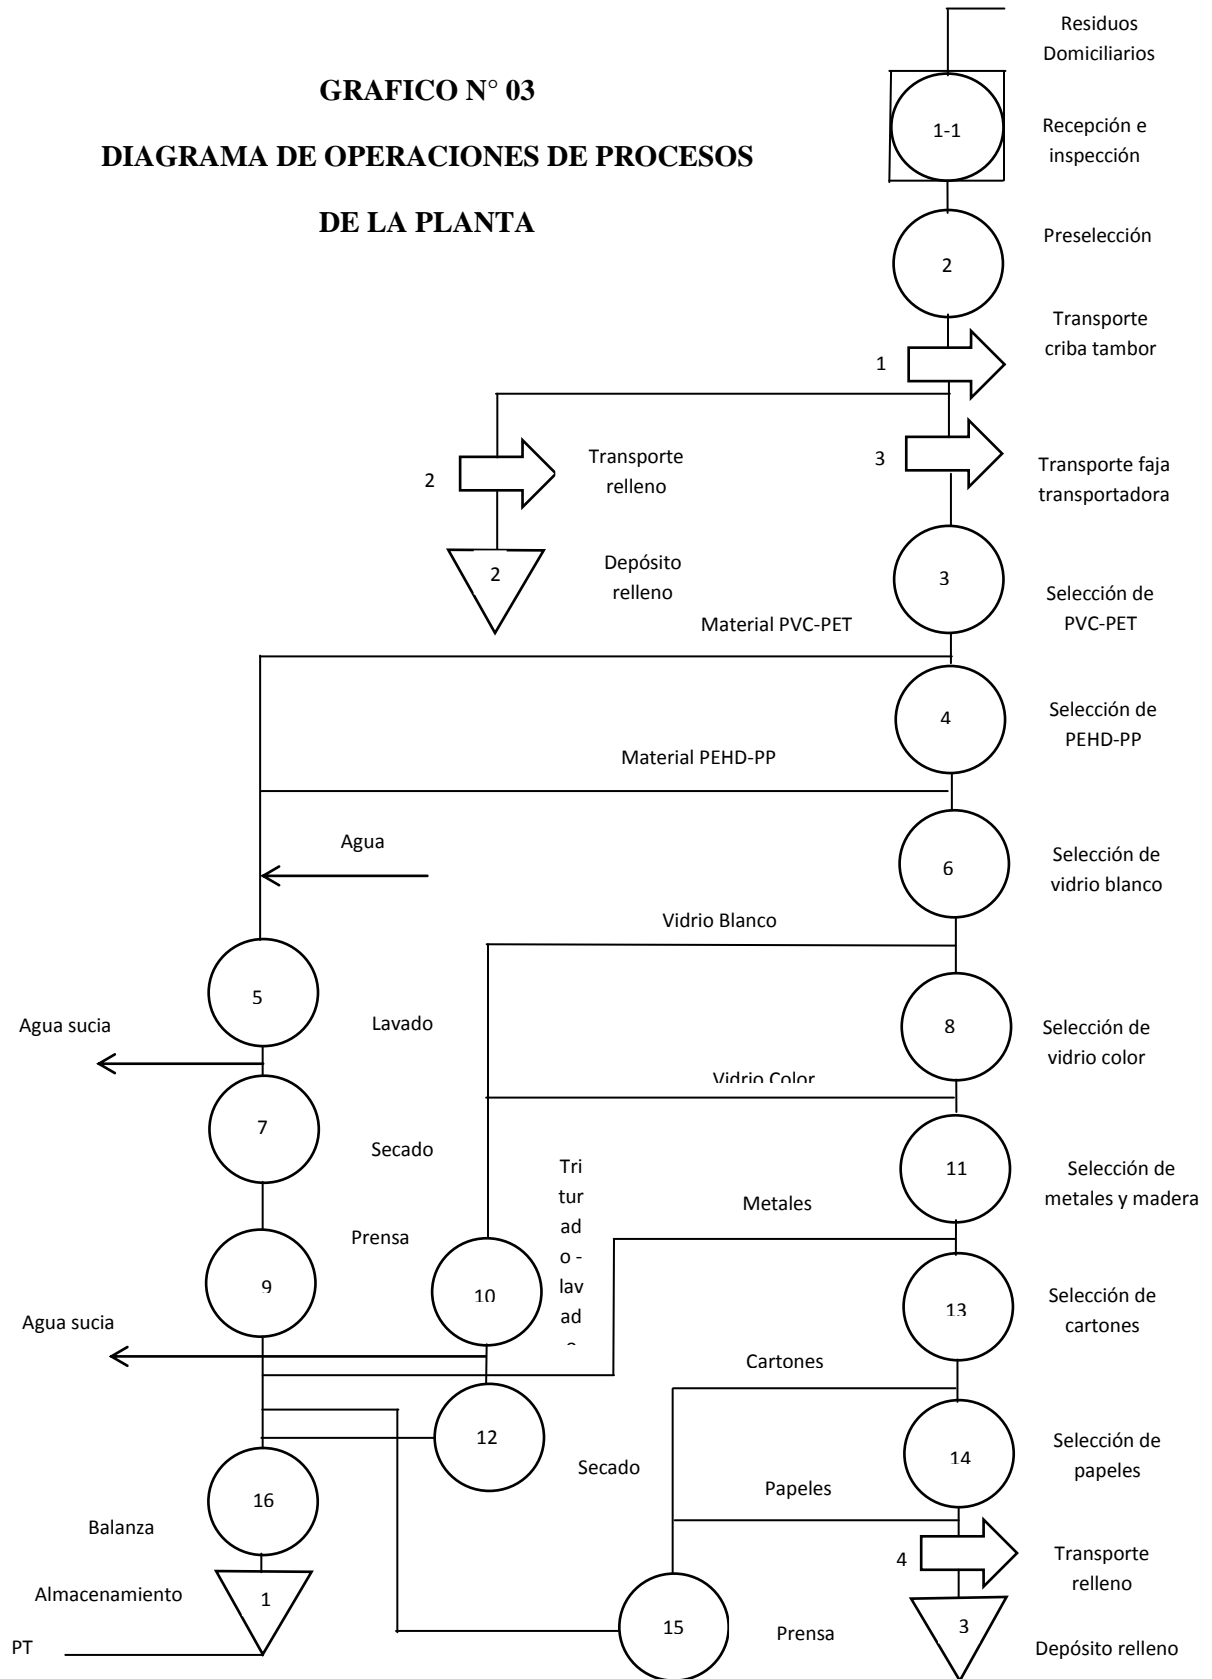 GRAFICO N° 03
DIAGRAMA DE OPERACIONES DE PROCESOS
DE LA PLANTA
Residuos
Domiciliarios
1-1
Recepción e
inspección
2
Preselección
1
Transporte
criba tambor
2
Transporte
relleno
3
Transporte faja
transportadora
2
Depósito
relleno
3
Selección de
PVC-PET
Material PVC-PET
4
Selección de
PEHD-PP
Material PEHD-PP
Agua
6
Selección de
vidrio blanco
Vidrio Blanco
5
Lavado
Agua sucia
8
Selección de
vidrio color
Vidrio Color
7
Secado
11
Selección de
metales y madera
Metales
Prensa
9
10
Tri
tur
ad
o -
lav
ad
o
13
Selección de
cartones
Agua sucia
Cartones
12
Secado
14
Selección de
papeles
Papeles
16
Balanza
4
Transporte
relleno
Almacenamiento
1
PT
15
Prensa
3
Depósito relleno